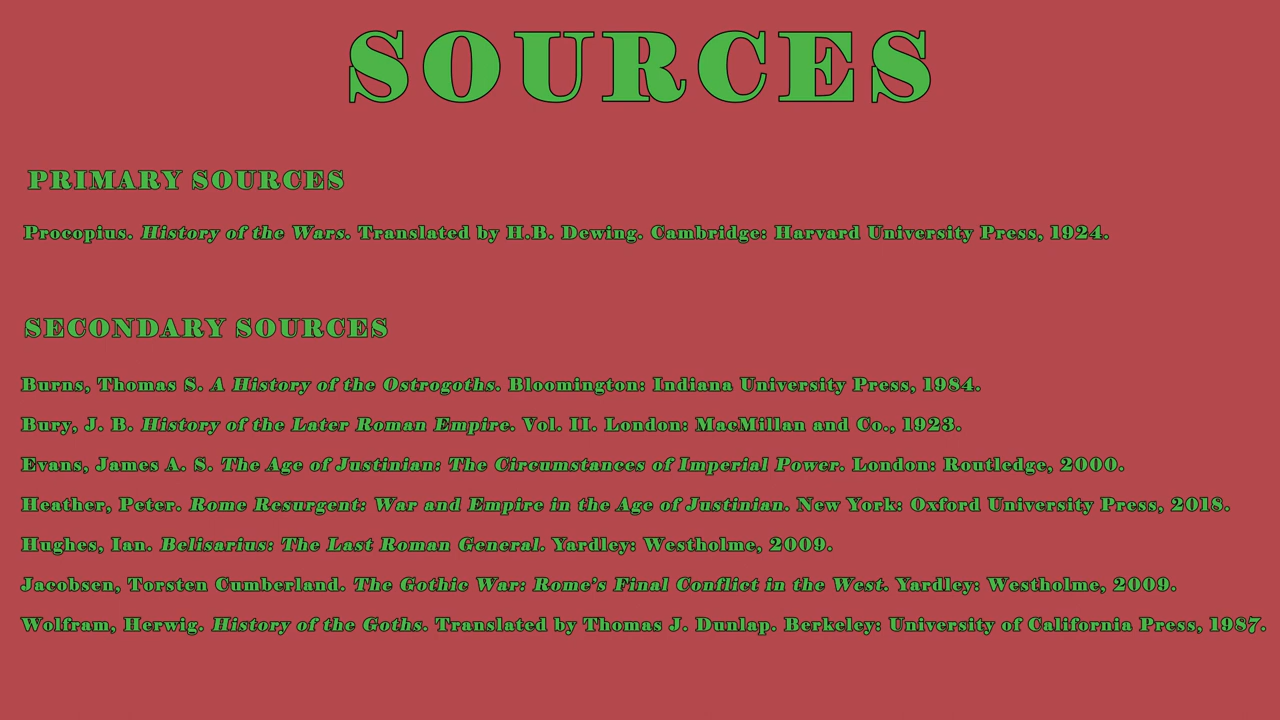 SOURCES
PRIMARY SOURCES
Procopius. History of the Wars. Translated by H.B. Dewing. Cambridge: Harvard University Press, 1924.
SECONDARY SOURCES
Burns, Thomas S. A History of the Ostrogoths. Bloomington: Indiana University Press, 1984.
Bury, J. B. History of the Later Roman Empire. Vol. II. London: MacMillan and Co., 1923.
Evans, James A. S. The Age of Justinian: The Circumstances of Imperial Power. London: Routledge, 2000.
Heather, Peter. Rome Resurgent: War and Empire in the Age of Justinian. New York: Oxford University Press, 2018.
Hughes, Ian. Belisarius: The Last Roman General. Yardley: Westholme, 2009.
Jacobsen, Torsten Cumberland. The Gothic War: Rome's Final Conflict in the West. Yardley: Westholme, 2009.
Wolfram, Herwig. History of the Goths. Translated by Thomas J. Dunlap. Berkeley: University of California Press, 1987.